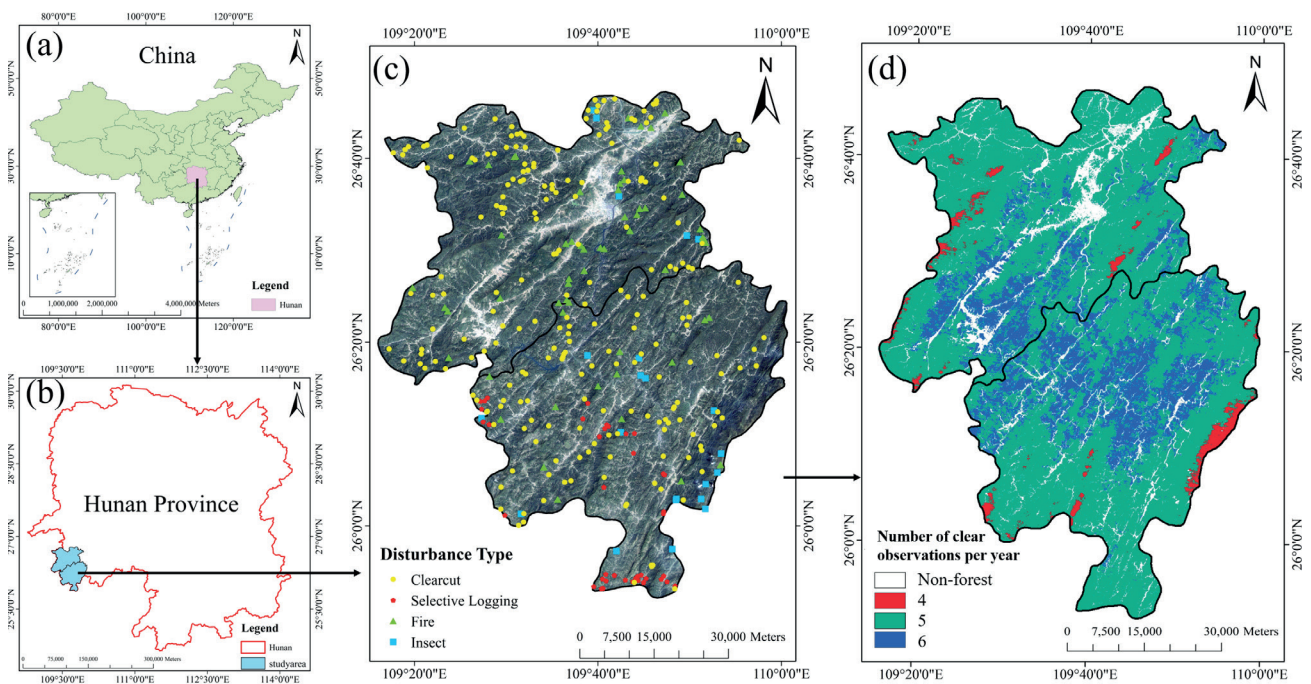 80°0'0"E 100°0'0"E 120°0'0"E
(a)
China
N
50°0'0"N
30°0'0"N
10°0'0"N
50°0'0"N
30°0'0"N
10°0'0"N
Legend
Hunan
0 1,000,000 2,000,000 4,000,000 Meters
80°0'0"E 100°0'0"E 120°0'0"E
109°30'0"E 111°0'0"E 112°30'0"E 114°0'0"E
(b)
N
Hunan Province
30°0'0"N
28°30'0"N
27°0'0"N
25°30'0"N
30°0'0"N
28°30'0"N
27°0'0"N
25°30'0"N
Legend
Hunan
studyarea
0 75,000 150,000 300,000 Meters
109°30'0"E 111°0'0"E 112°30'0"E 114°0'0"E
109°20'0"E 109°40'0"E 110°0'0"E
(c)
N
26°40'0"N
26°20'0"N
26°0'0"N
26°40'0"N
26°20'0"N
26°0'0"N
Disturbance Type
Clearcut
Selective Logging
Fire
Insect
0 7,500 15,000 30,000 Meters
109°20'0"E 109°40'0"E 110°0'0"E
109°20'0"E 109°40'0"E 110°0'0"E
(d)
N
26°40'0"N
26°20'0"N
26°0'0"N
26°40'0"N
26°20'0"N
26°0'0"N
Number of clear
observations per year
Non-forest
4
5
6
0 7,500 15,000 30,000 Meters
109°20'0"E 109°40'0"E 110°0'0"E